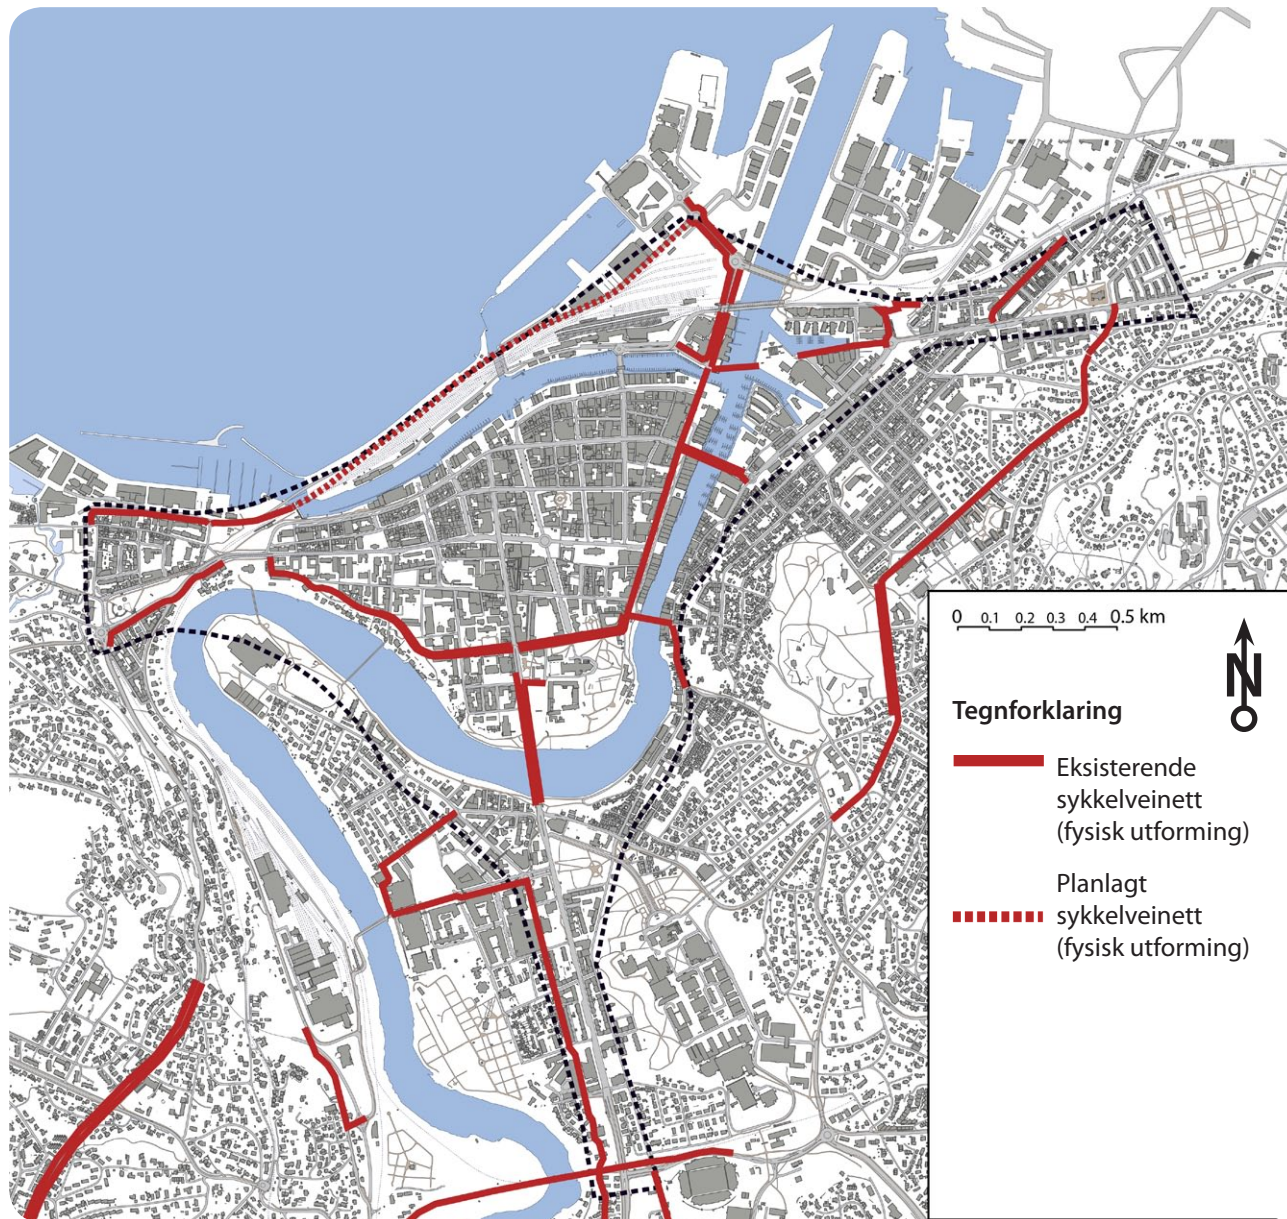 0 0.1 0.2 0.3 0.4 0.5 km
N
Tegnforklaring
Eksisterende
sykkelveinett
(fysisk utforming)
Planlagt
sykkelveinett
(fysisk utforming)